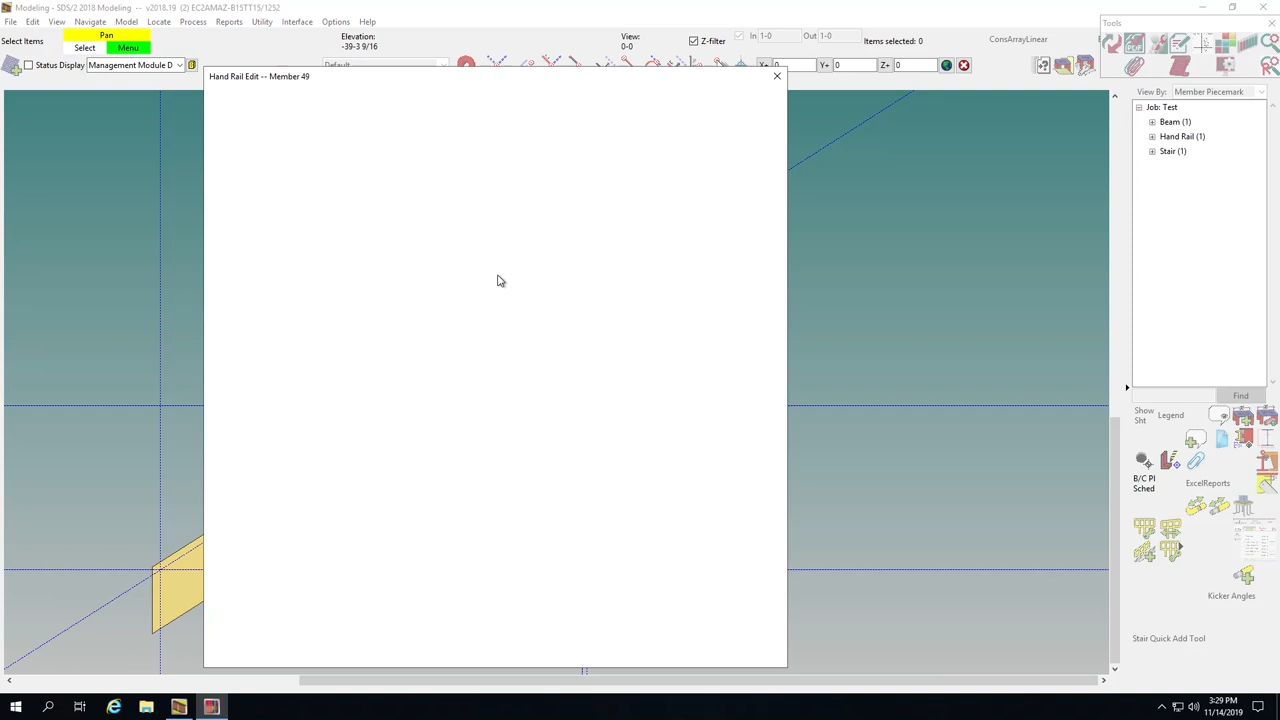 Modeling - SDS/2 2018 Modeling -- v2018.19 (2) EC2AMAZ-B15TT15/1252
File Edit View Navigate Model Locate Process Reports Utility Interface Options Help
Select Items
Pan
Select Menu
Elevation:
-39-3 9/16
View:
0-0
Z-filter
In 1-0
Out 1-0
Items selected: 0
ConsArrayLinear
Tools
Status Display
Management Module D
Default
X+ 0
Y+ 0
Z+ 0
Hand Rail Edit -- Member 49
View By: Member Piecemark
Job: Test
Beam (1)
Hand Rail (1)
Stair (1)
Find
Show
Sht
Legend
B/C Pl
Sched
ExcelReports
Kicker Angles
Stair Quick Add Tool
3:29 PM
11/14/2019